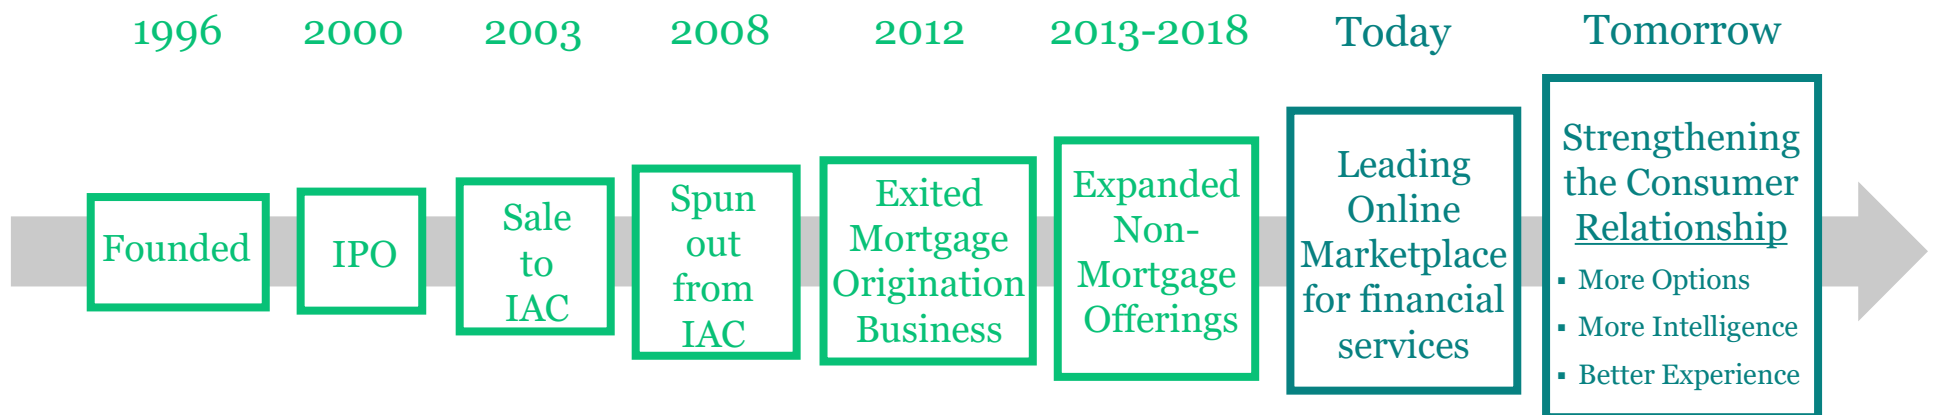 1996
2000
2003
2008
2012
2013-2018
Today
Tomorrow
Founded
IPO
Sale
to
IAC
Spun
out
from
IAC
Exited
Mortgage
Origination
Business
Expanded
Non-
Mortgage
Offerings
Leading
Online
Marketplace
for financial
services
Strengthening
the Consumer
Relationship
▪ More Options
▪ More Intelligence
▪ Better Experience